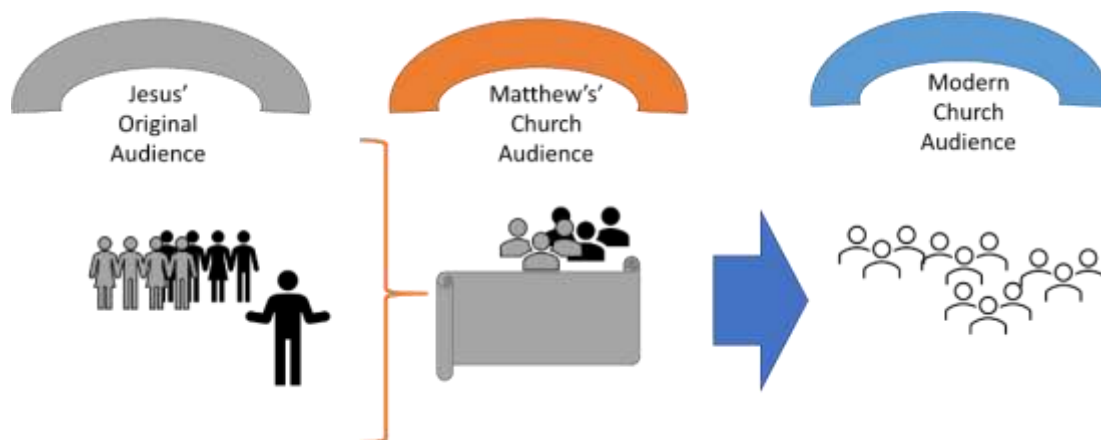 Jesus'
Original
Audience
Matthew's'
Church
Audience
Modern
Church
Audience